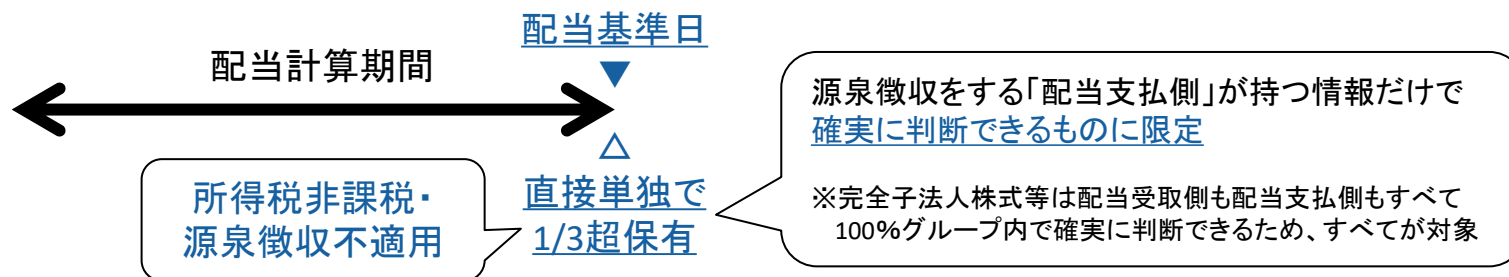 配当基準日
配当計算期間
▼
源泉徴収をする「配当支払側」が持つ情報だけで
確実に判断できるものに限定
△
所得税非課税・
源泉徴収不適用
直接単独で
1/3超保有
※完全子法人株式等は配当受取側も配当支払側もすべて
100%グループ内で確実に判断できるため、すべてが対象